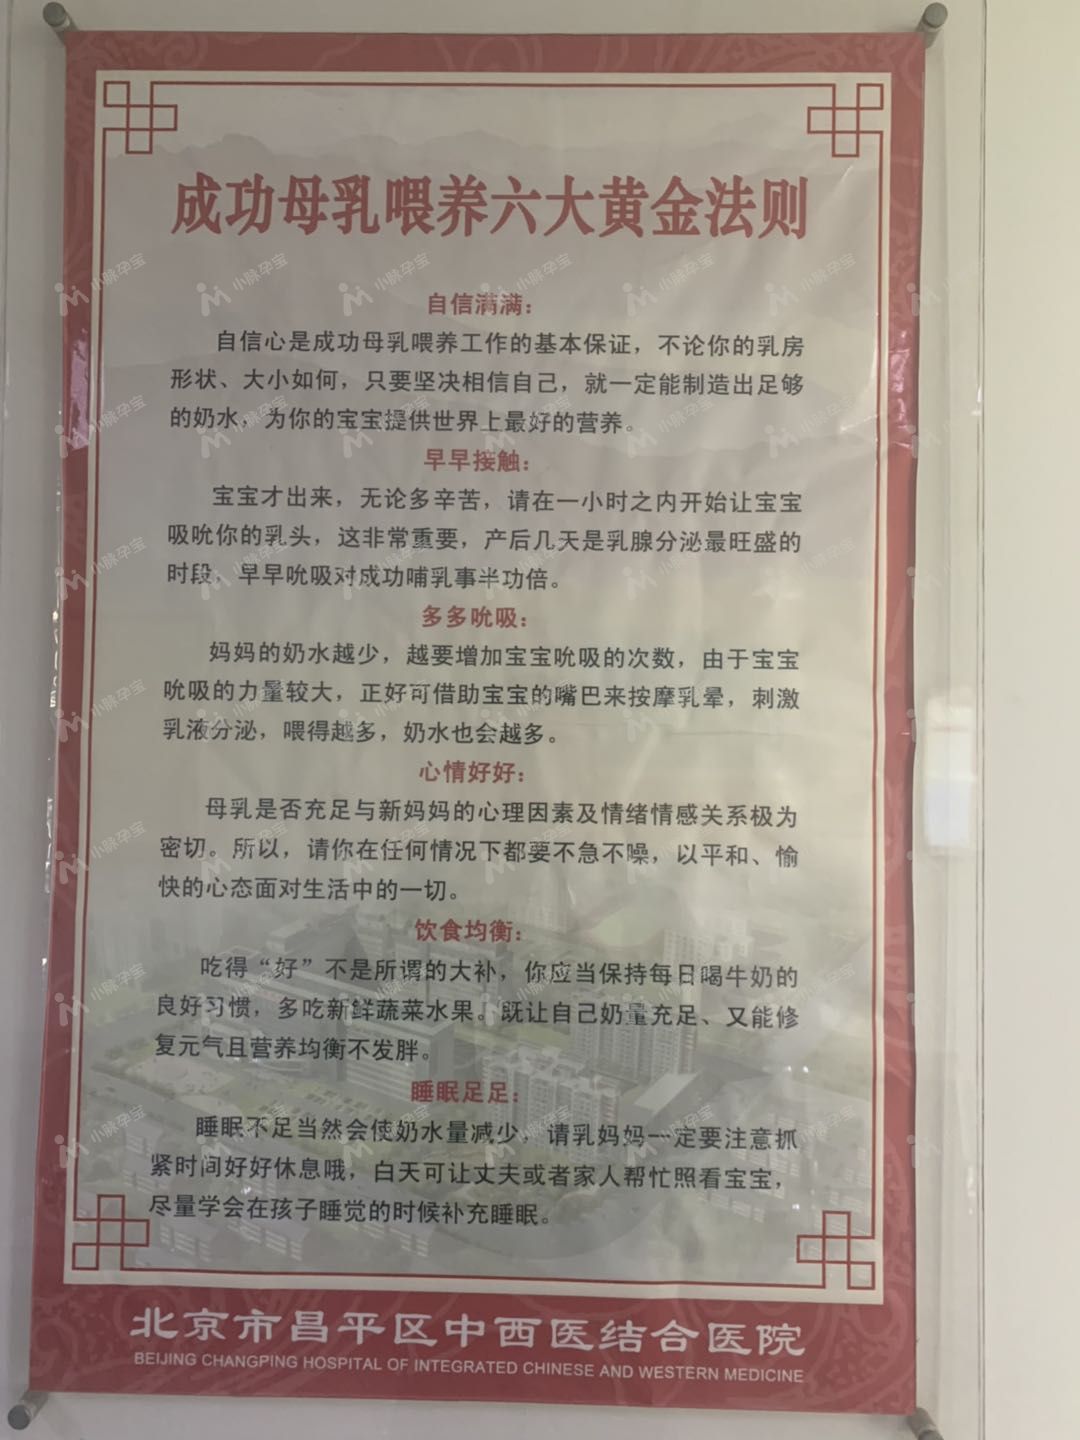 成功母乳喂养六大黄金法则
自信满满：
自信心是成功母乳喂养工作的基本保证，不论你的乳房
形状、大小如何，只要坚决相信自己，就一定能制造出足够
的奶水，为你的宝宝提供世界上最好的营养。
早早接触：
宝宝才出来，无论多辛苦，请在一小时之内开始让宝宝
吸吮你的乳头，这非常重要，产后几天是乳腺分泌最旺盛的
时段，早早吮吸对成功哺乳事半功倍。
多多吮吸：
妈妈的奶水越少，越要增加宝宝吮吸的次数，由于宝宝
吮吸的力量较大，正好可借助宝宝的嘴巴来按摩乳晕，刺激
乳液分泌，喂得越多，奶水也会越多。
心情好好：
母乳是否充足与新妈妈的心理因素及情绪情感关系极为
密切。所以，请你在任何情况下都要不急不噪，以平和、愉
快的心态面对生活中的一切。
饮食均衡：
吃得“好”不是所谓的大补，你应当保持每日喝牛奶的
良好习惯，多吃新鲜蔬菜水果。既让自己奶量充足、又能修
复元气且营养均衡不发胖。
睡眠足足：
睡眠不足当然会使奶水量减少，请乳妈妈一定要注意抓
紧时间好好休息哦，白天可让丈夫或者家人帮忙照看宝宝，
尽量学会在孩子睡觉的时候补充睡眠。
北京市昌平区中西医结合医院
BEIJING CHANGPING HOSPITAL OF INTEGRATED CHINESE AND WESTERN MEDICINE
小脉孕宝